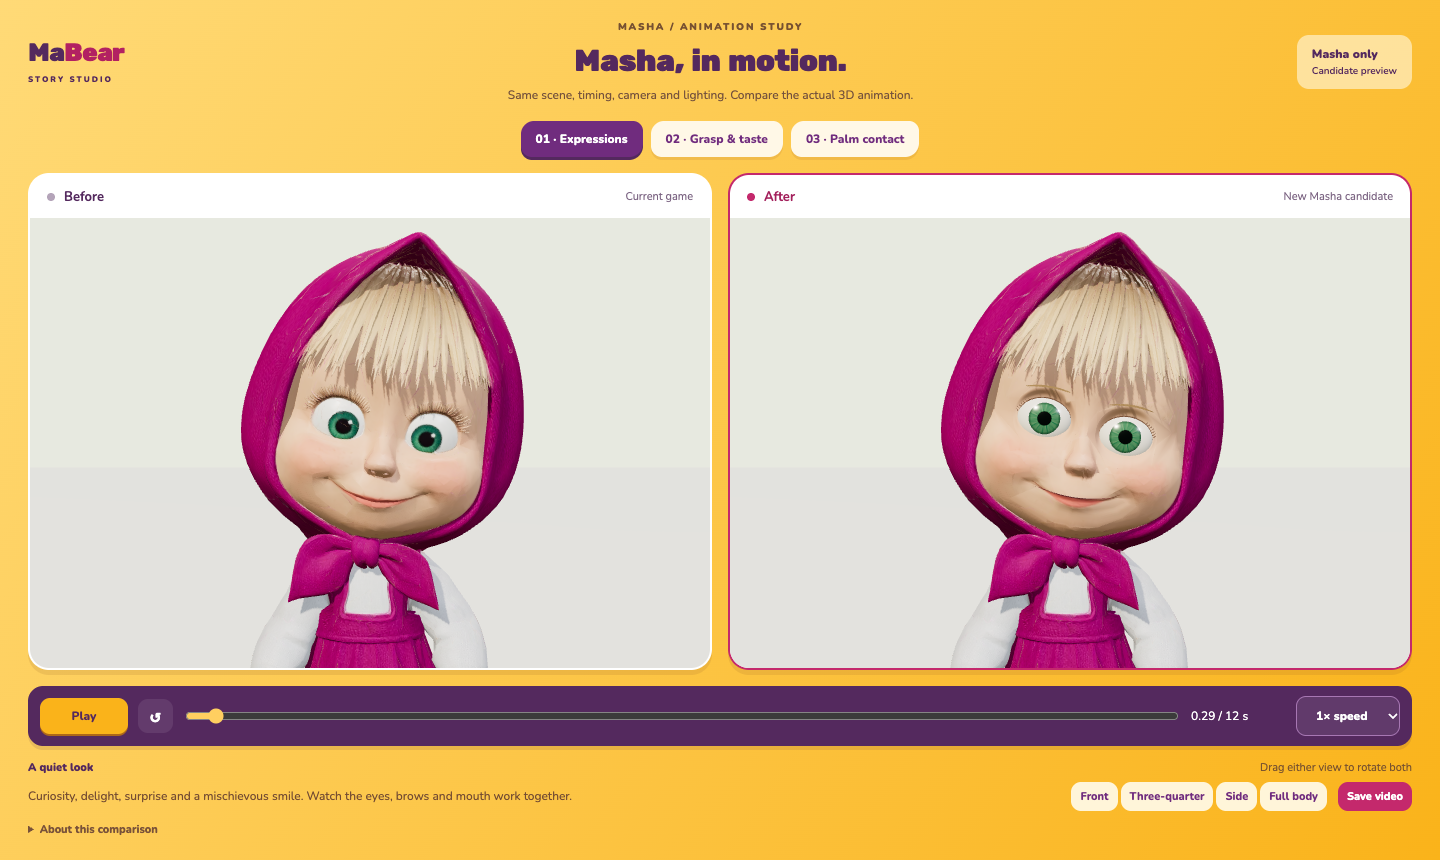 MaBear
STORY STUDIO
MASHA / ANIMATION STUDY
Masha, in motion.
Same scene, timing, camera and lighting. Compare the actual 3D animation.
Masha only
Candidate preview
01 · Expressions
02 · Grasp & taste
03 · Palm contact
Before
Current game
After
New Masha candidate
Play
↺
0.29 / 12 s
1× speed
A quiet look
Drag either view to rotate both
Curiosity, delight, surprise and a mischievous smile. Watch the eyes, brows and mouth work together.
Front
Three-quarter
Side
Full body
Save video
About this comparison